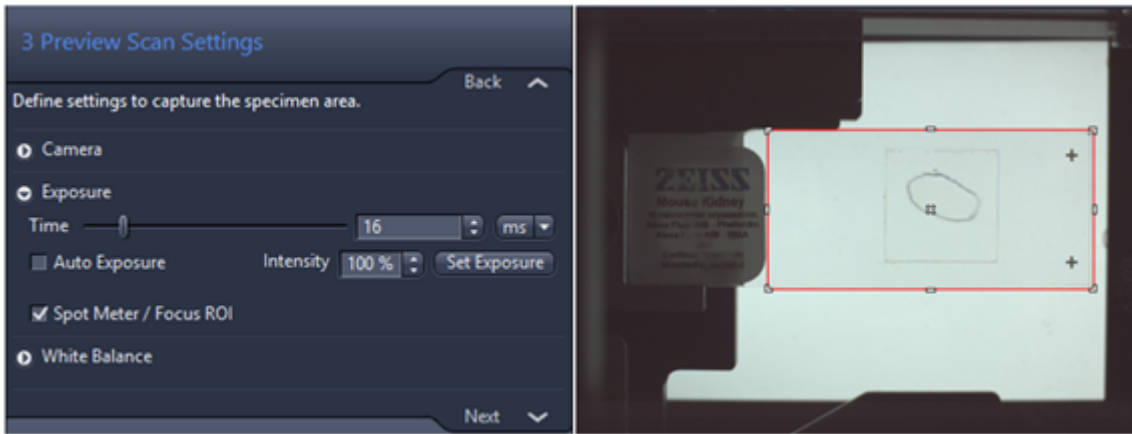 3 Preview Scan Settings
Back
Define settings to capture the specimen area.
Camera
Exposure
Time 16 ms
Auto Exposure Intensity 100 % Set Exposure
Spot Meter / Focus ROI
White Balance
Next
ZEISS
Mouse Kidney